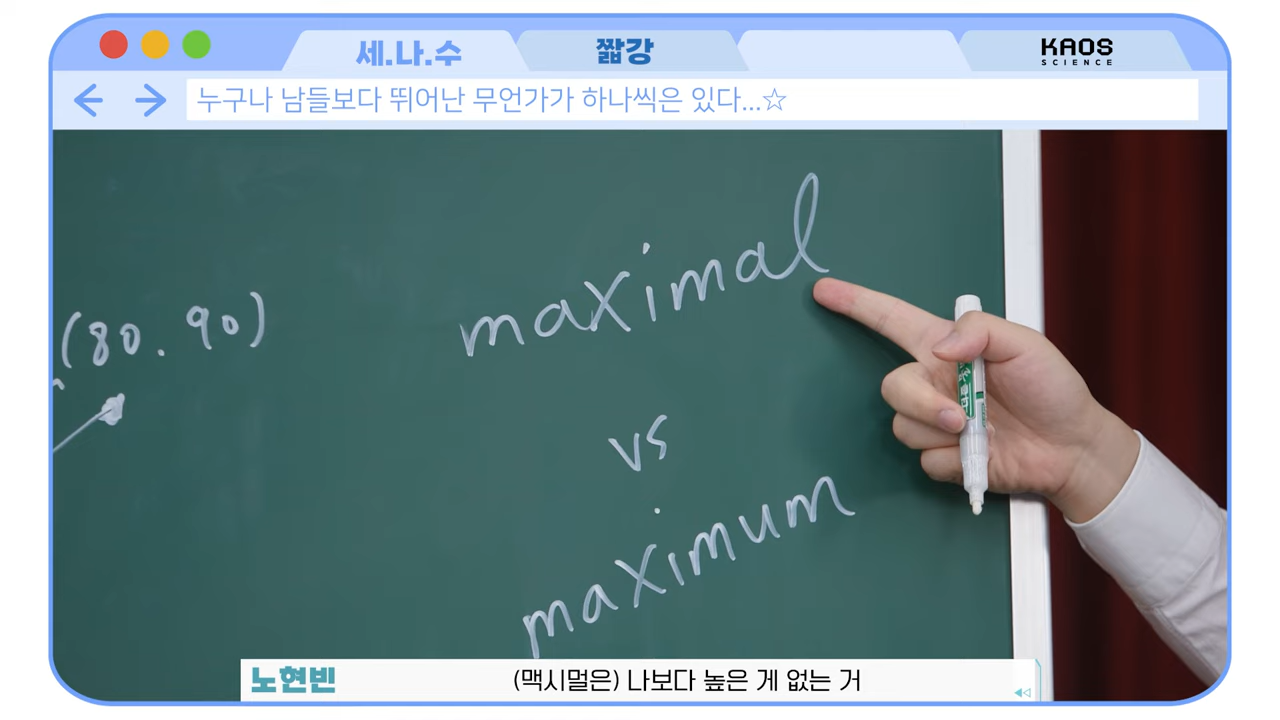 세.나.수
짧강
KAOS
SCIENCE
누구나 남들보다 뛰어난 무언가가 하나씩은 있다...☆
maximal
(80. 90)
vs
maximum
노현빈
(맥시멀은) 나보다 높은 게 없는 거